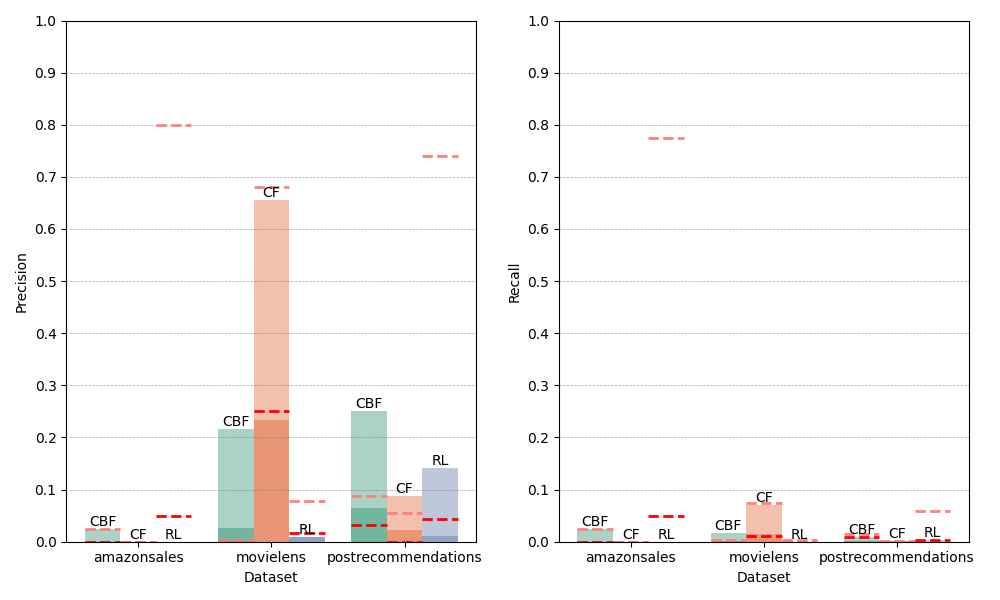 1.0
0.9
0.8
0.7
0.6
0.5
0.4
0.3
0.2
0.1
0.0
Precision
CBF
CF
RL
CBF
CF
RL
CBF
CF
RL
amazonsales
movielens
postrecommendations
Dataset
1.0
0.9
0.8
0.7
0.6
0.5
0.4
0.3
0.2
0.1
0.0
Recall
CBF
CF
RL
CBF
CF
RL
CBF
CF
RL
amazonsales
movielens
postrecommendations
Dataset